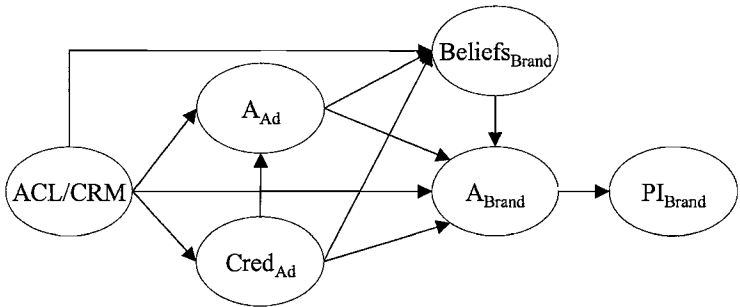 Beliefs_Brand
A_Ad
ACL/CRM
A_Brand
PI_Brand
Cred_Ad